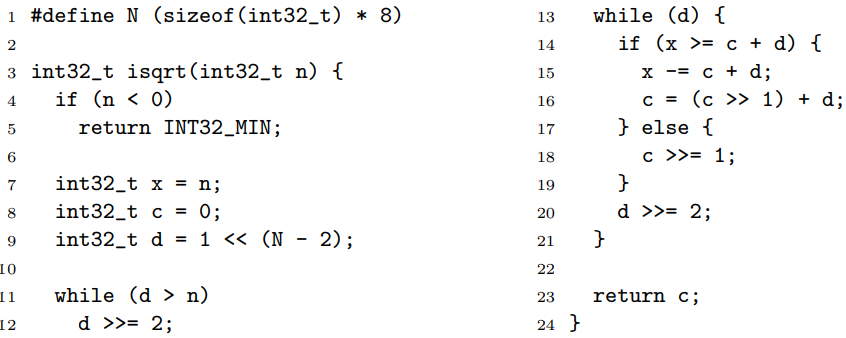 1 #define N (sizeof(int32_t) * 8)
2
3 int32_t isqrt(int32_t n) {
4   if (n < 0)
5     return INT32_MIN;
6
7   int32_t x = n;
8   int32_t c = 0;
9   int32_t d = 1 << (N - 2);
10
11   while (d > n)
12     d >>= 2;
13   while (d) {
14     if (x >= c + d) {
15       x -= c + d;
16       c = (c >> 1) + d;
17     } else {
18       c >>= 1;
19     }
20     d >>= 2;
21   }
22
23   return c;
24 }